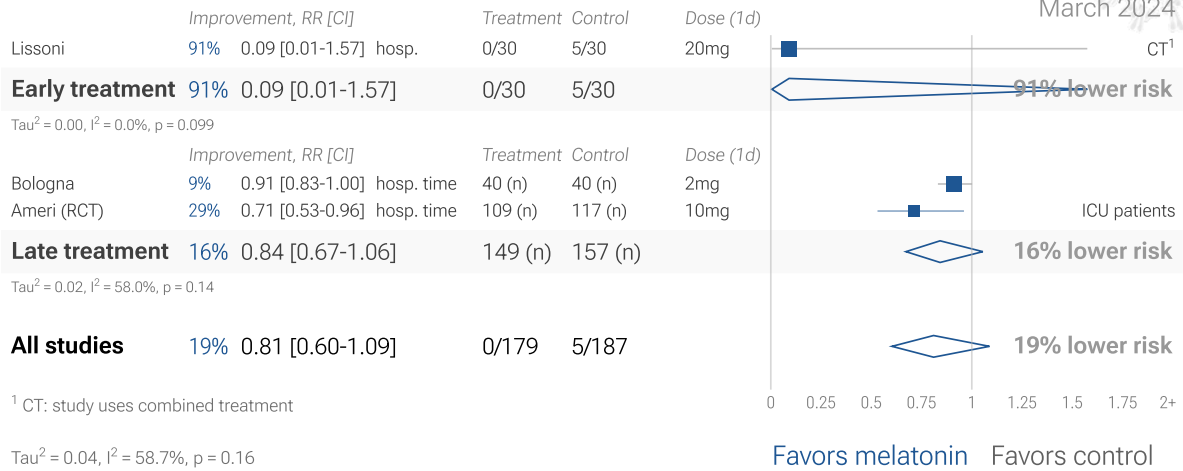 March 2024
Improvement, RR [CI] Treatment Control Dose (1d)
Lissoni 91% 0.09 [0.01-1.57] hosp. 0/30 5/30 20mg CT¹
Early treatment 91% 0.09 [0.01-1.57] 0/30 5/30 91% lower risk
Tau² = 0.00, I² = 0.0%, p = 0.099
Improvement, RR [CI] Treatment Control Dose (1d)
Bologna 9% 0.91 [0.83-1.00] hosp. time 40 (n) 40 (n) 2mg
Ameri (RCT) 29% 0.71 [0.53-0.96] hosp. time 109 (n) 117 (n) 10mg ICU patients
Late treatment 16% 0.84 [0.67-1.06] 149 (n) 157 (n) 16% lower risk
Tau² = 0.02, I² = 58.0%, p = 0.14
All studies 19% 0.81 [0.60-1.09] 0/179 5/187 19% lower risk
¹ CT: study uses combined treatment
0 0.25 0.5 0.75 1 1.25 1.5 1.75 2+
Tau² = 0.04, I² = 58.7%, p = 0.16
Favors melatonin Favors control